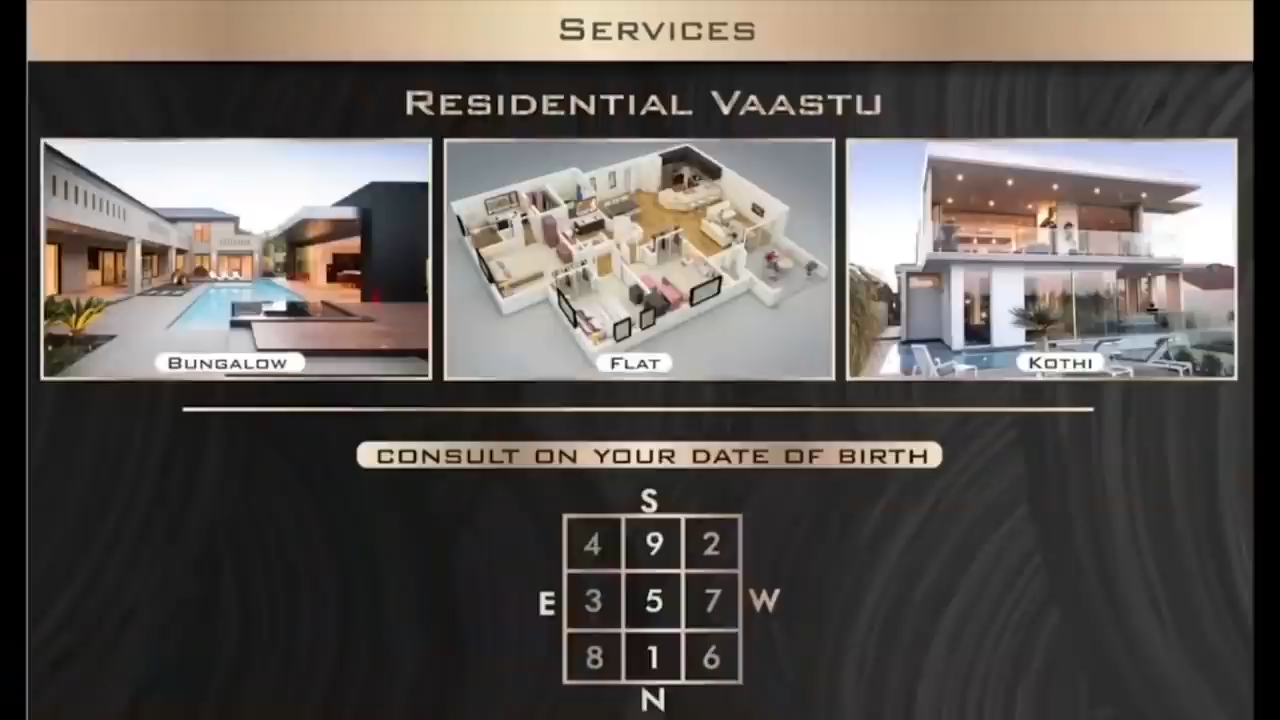 SERVICES
RESIDENTIAL VAASTU
BUNGALOW
FLAT
KOTHI
CONSULT ON YOUR DATE OF BIRTH
S
4 9 2
E 3 5 7 W
8 1 6
N